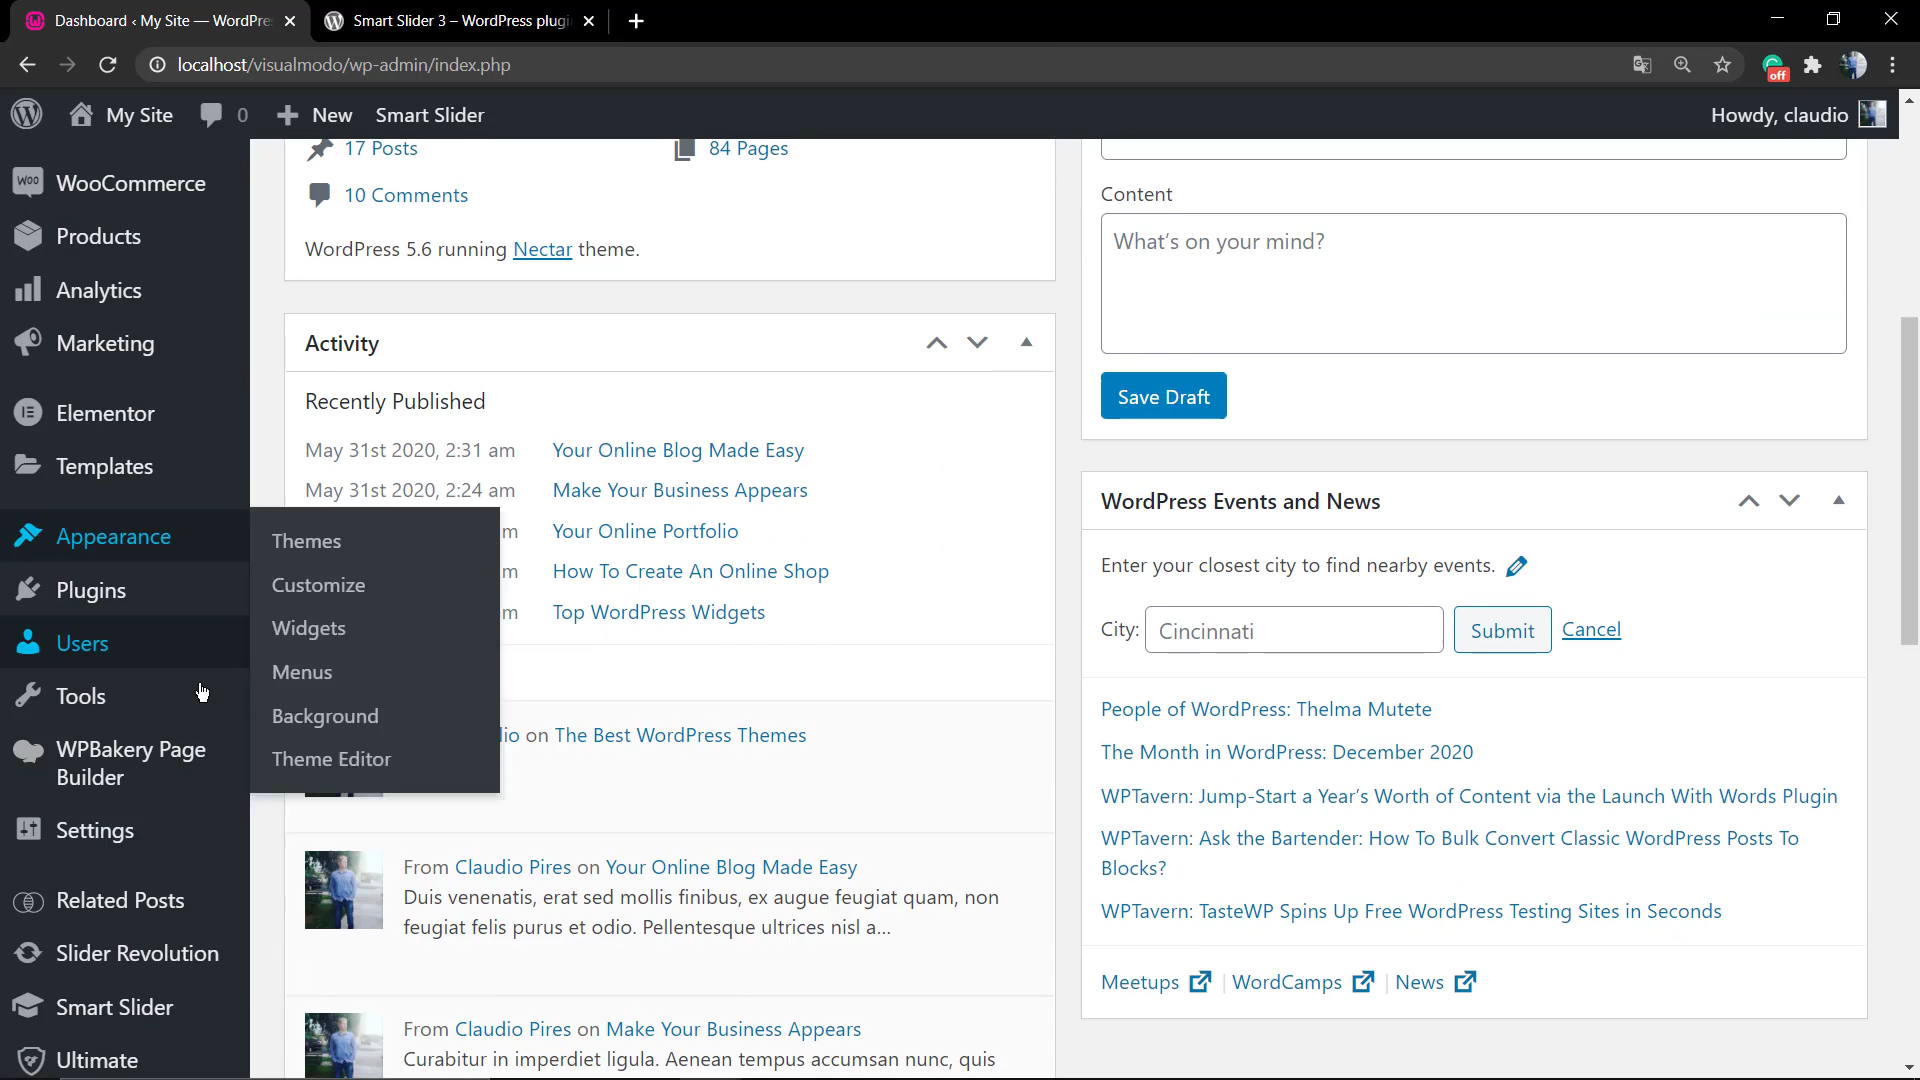 Dashboard ‹ My Site — WordPre
Smart Slider 3 – WordPress plugi
localhost/visualmodo/wp-admin/index.php
off
My Site
0
New
Smart Slider
Howdy, claudio
WOO
WooCommerce
Products
Analytics
Marketing
Elementor
Templates
Appearance
Plugins
Users
Tools
WPBakery Page
Builder
Settings
Related Posts
Slider Revolution
Smart Slider
Ultimate
Themes
Customize
Widgets
Menus
Background
Theme Editor
17 Posts
84 Pages
10 Comments
WordPress 5.6 running Nectar theme.
Activity
Recently Published
May 31st 2020, 2:31 am Your Online Blog Made Easy
May 31st 2020, 2:24 am Make Your Business Appears
m Your Online Portfolio
m How To Create An Online Shop
m Top WordPress Widgets
io on The Best WordPress Themes
From Claudio Pires on Your Online Blog Made Easy
Duis venenatis, erat sed mollis finibus, ex augue feugiat quam, non
feugiat felis purus et odio. Pellentesque ultrices nisl a...
From Claudio Pires on Make Your Business Appears
Curabitur in imperdiet ligula. Aenean tempus accumsan nunc, quis
Content
What's on your mind?
Save Draft
WordPress Events and News
Enter your closest city to find nearby events.
City: Cincinnati Submit Cancel
People of WordPress: Thelma Mutete
The Month in WordPress: December 2020
WPTavern: Jump-Start a Year's Worth of Content via the Launch With Words Plugin
WPTavern: Ask the Bartender: How To Bulk Convert Classic WordPress Posts To
Blocks?
WPTavern: TasteWP Spins Up Free WordPress Testing Sites in Seconds
Meetups | WordCamps | News